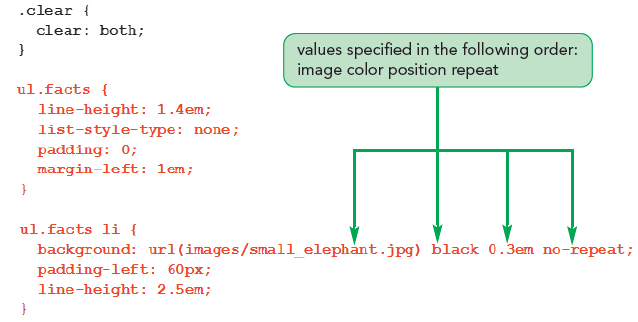 .clear {
clear: both;
}
values specified in the following order:
image color position repeat
ul.facts {
line-height: 1.4em;
list-style-type: none;
padding: 0;
margin-left: 1em;
}
ul.facts li {
background: url(images/small_elephant.jpg) black 0.3em no-repeat;
padding-left: 60px;
line-height: 2.5em;
}